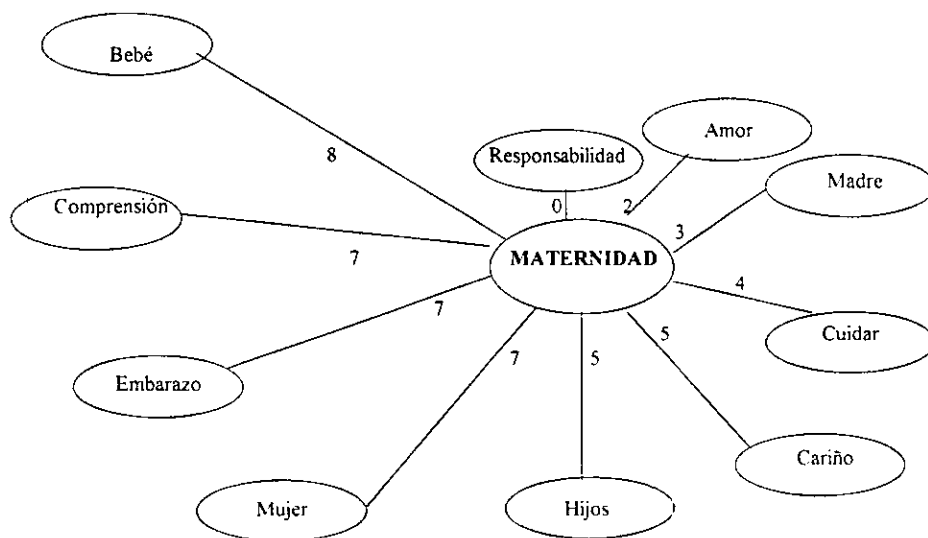 Bebé
Amor
Responsabilidad
Madre
8
Comprensión
0
2
3
MATERNIDAD
7
4
7
5
7
5
Cuidar
Embarazo
Cariño
Mujer
Hijos